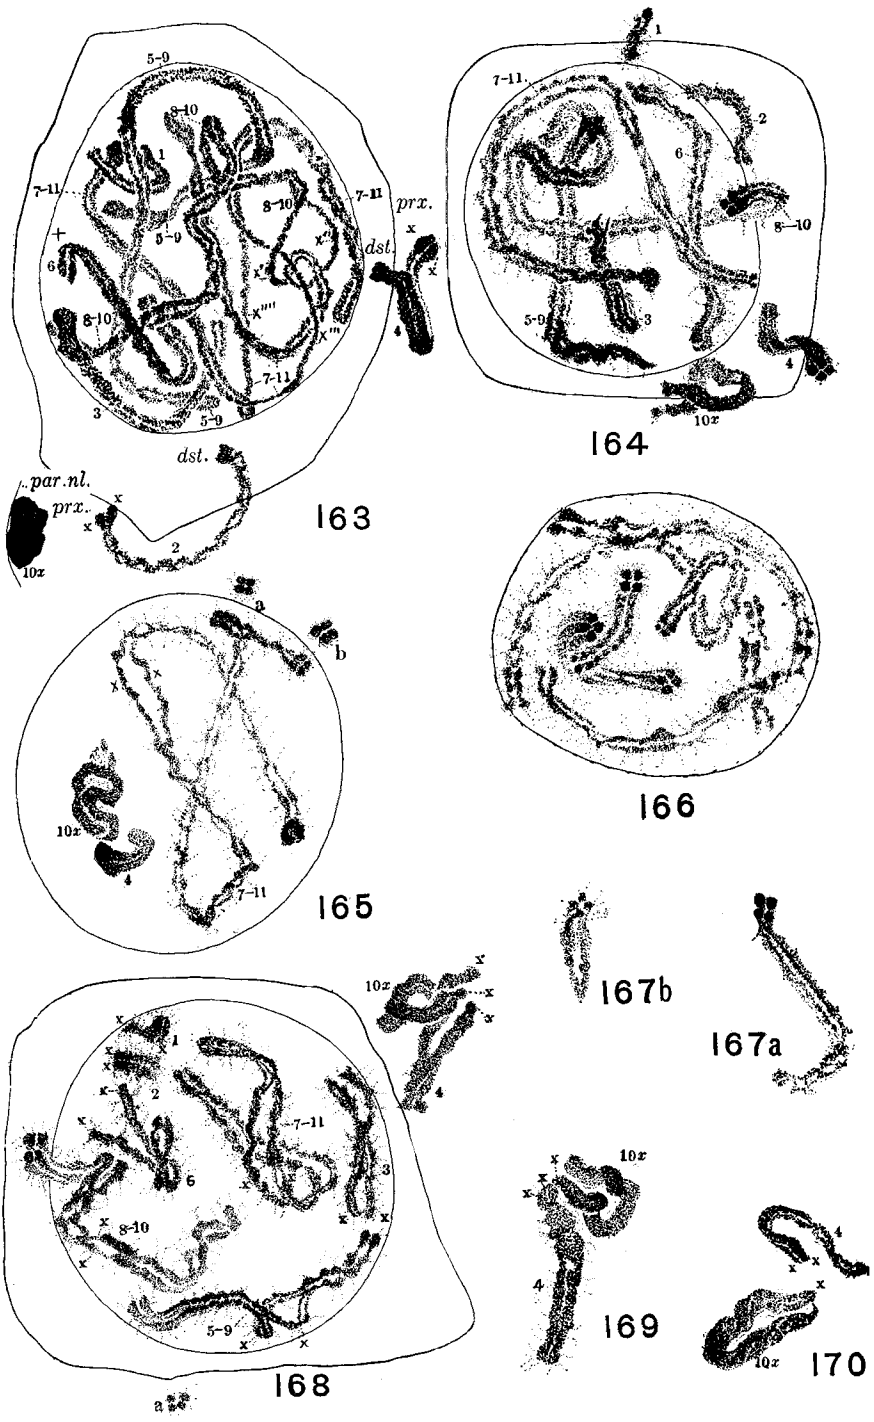 5-9
8-10
1
7-11
7-11
8-10
prx.
x
x
5-9
+
dst.
x'
x''
6
8-10
x''''
4
x'''
7-11
3
5-9
dst.
par.nl.
prx.
x
x
2
10x
163
1
7-11.
2
6
8-10
5-9
3
4
10x
164
a
b
x
x
10x
4
7-11
165
166
167b
167a
10x
x
x
x
4
x
x
1
x
x
2
x
7-11
x
6
3
x
x
x
x
x
8-10
x
5-9
x
x
168
a
x
10x
x
x
4
169
4
x
x
x
10x
170